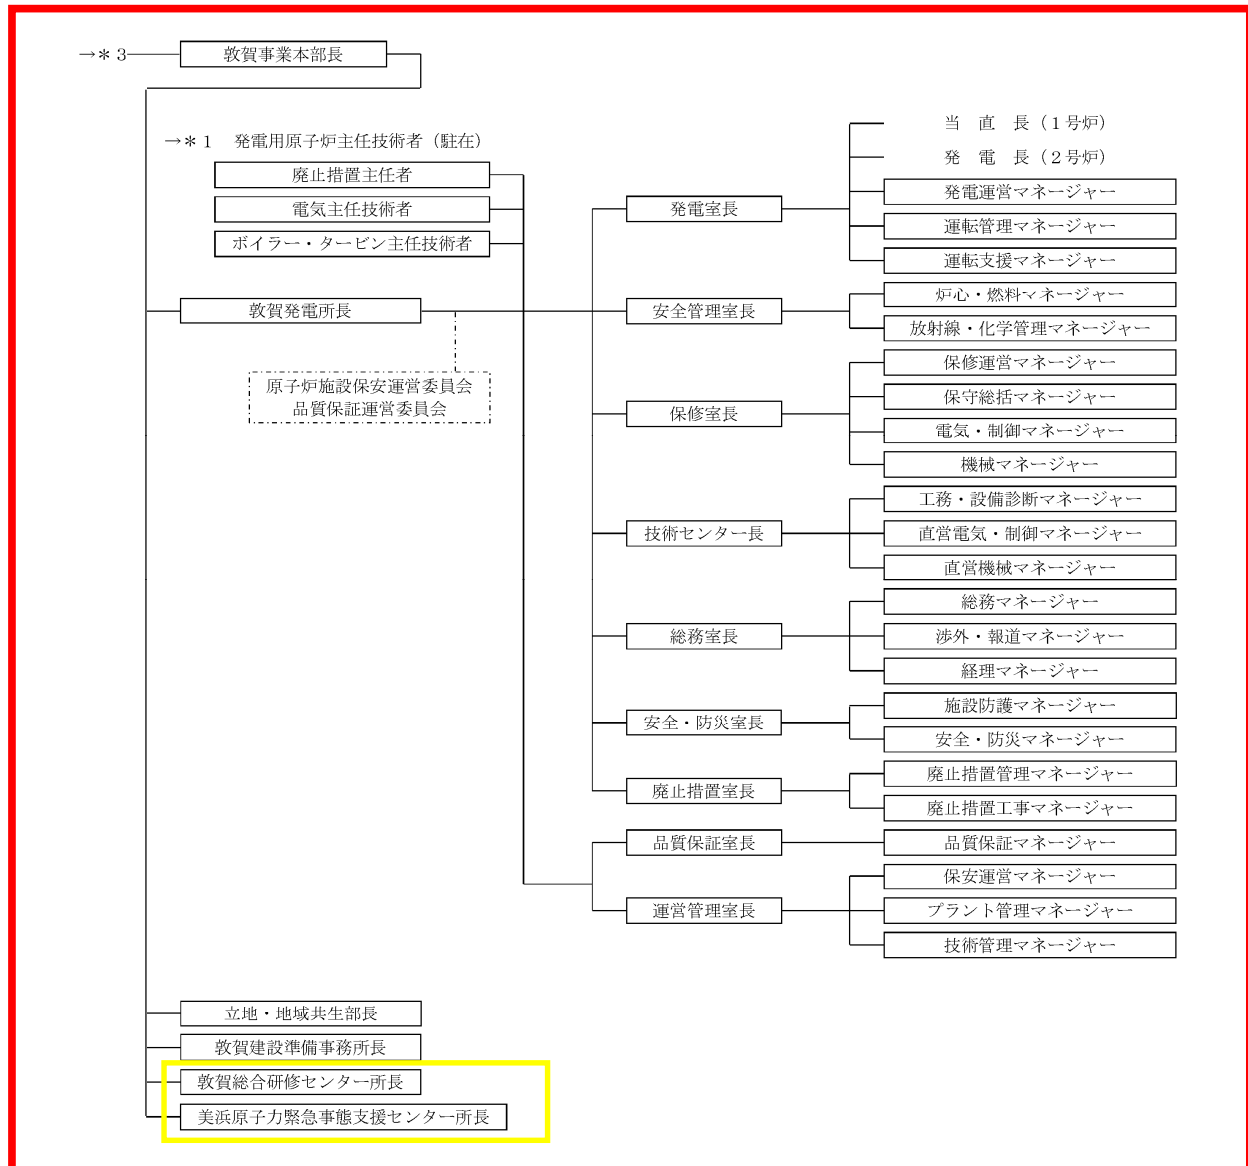 →＊3
敦賀事業本部長
→＊1　発電用原子炉主任技術者（駐在）
廃止措置主任者
電気主任技術者
ボイラー・タービン主任技術者
敦賀発電所長
原子炉施設保安運営委員会
品質保証運営委員会
発電室長
当　直　長（１号炉）
発　電　長（２号炉）
発電運営マネージャー
運転管理マネージャー
運転支援マネージャー
安全管理室長
炉心・燃料マネージャー
放射線・化学管理マネージャー
保修室長
保修運営マネージャー
保守総括マネージャー
電気・制御マネージャー
機械マネージャー
技術センター長
工務・設備診断マネージャー
直営電気・制御マネージャー
直営機械マネージャー
総務室長
総務マネージャー
渉外・報道マネージャー
経理マネージャー
安全・防災室長
施設防護マネージャー
安全・防災マネージャー
廃止措置室長
廃止措置管理マネージャー
廃止措置工事マネージャー
品質保証室長
品質保証マネージャー
運営管理室長
保安運営マネージャー
プラント管理マネージャー
技術管理マネージャー
立地・地域共生部長
敦賀建設準備事務所長
敦賀総合研修センター所長
美浜原子力緊急事態支援センター所長